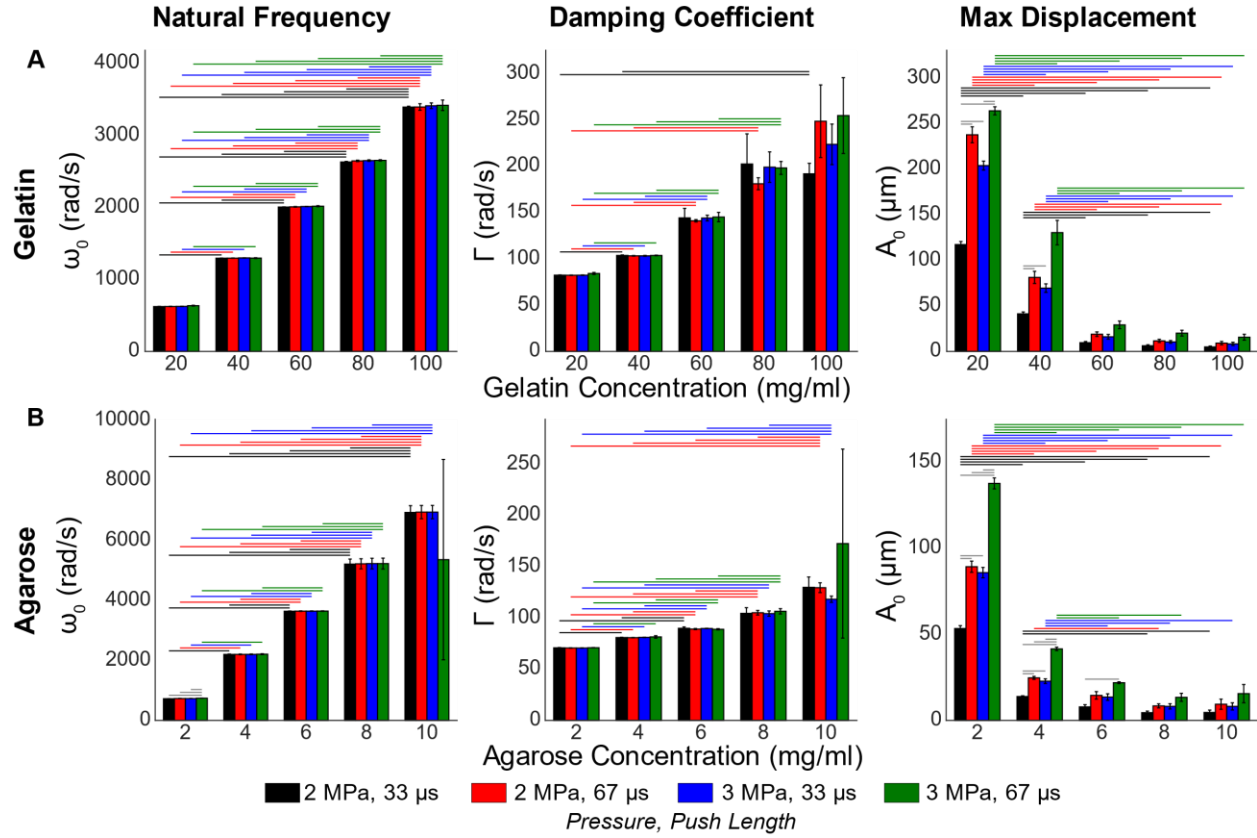 Natural Frequency Damping Coefficient Max Displacement
A
Gelatin
ω₀ (rad/s)
4000
3000
2000
1000
0
20 40 60 80 100
Γ (rad/s)
300
250
200
150
100
50
0
20 40 60 80 100
A₀ (µm)
300
250
200
150
100
50
0
20 40 60 80 100
Gelatin Concentration (mg/ml)
B
Agarose
ω₀ (rad/s)
10000
8000
6000
4000
2000
0
2 4 6 8 10
Γ (rad/s)
250
200
150
100
50
0
2 4 6 8 10
A₀ (µm)
150
100
50
0
2 4 6 8 10
Agarose Concentration (mg/ml)
2 MPa, 33 µs 2 MPa, 67 µs 3 MPa, 33 µs 3 MPa, 67 µs
Pressure, Push Length